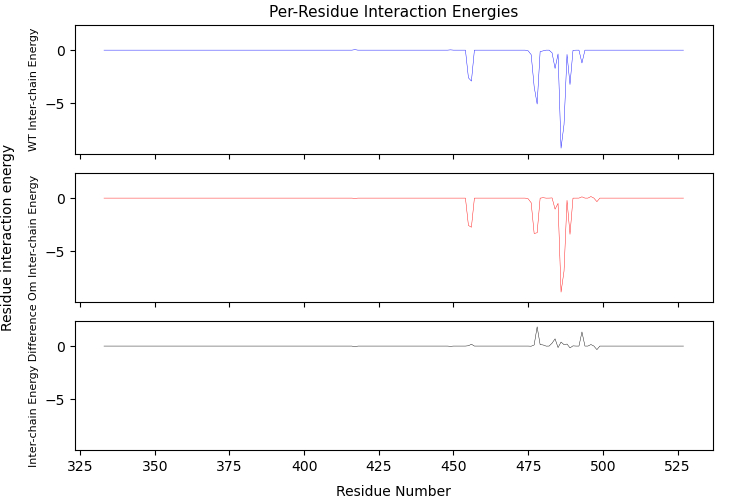 Per-Residue Interaction Energies
Residue interaction energy
WT Inter-chain Energy
0
−5
Om Inter-chain Energy
0
−5
Inter-chain Energy Difference
0
−5
325 350 375 400 425 450 475 500 525
Residue Number